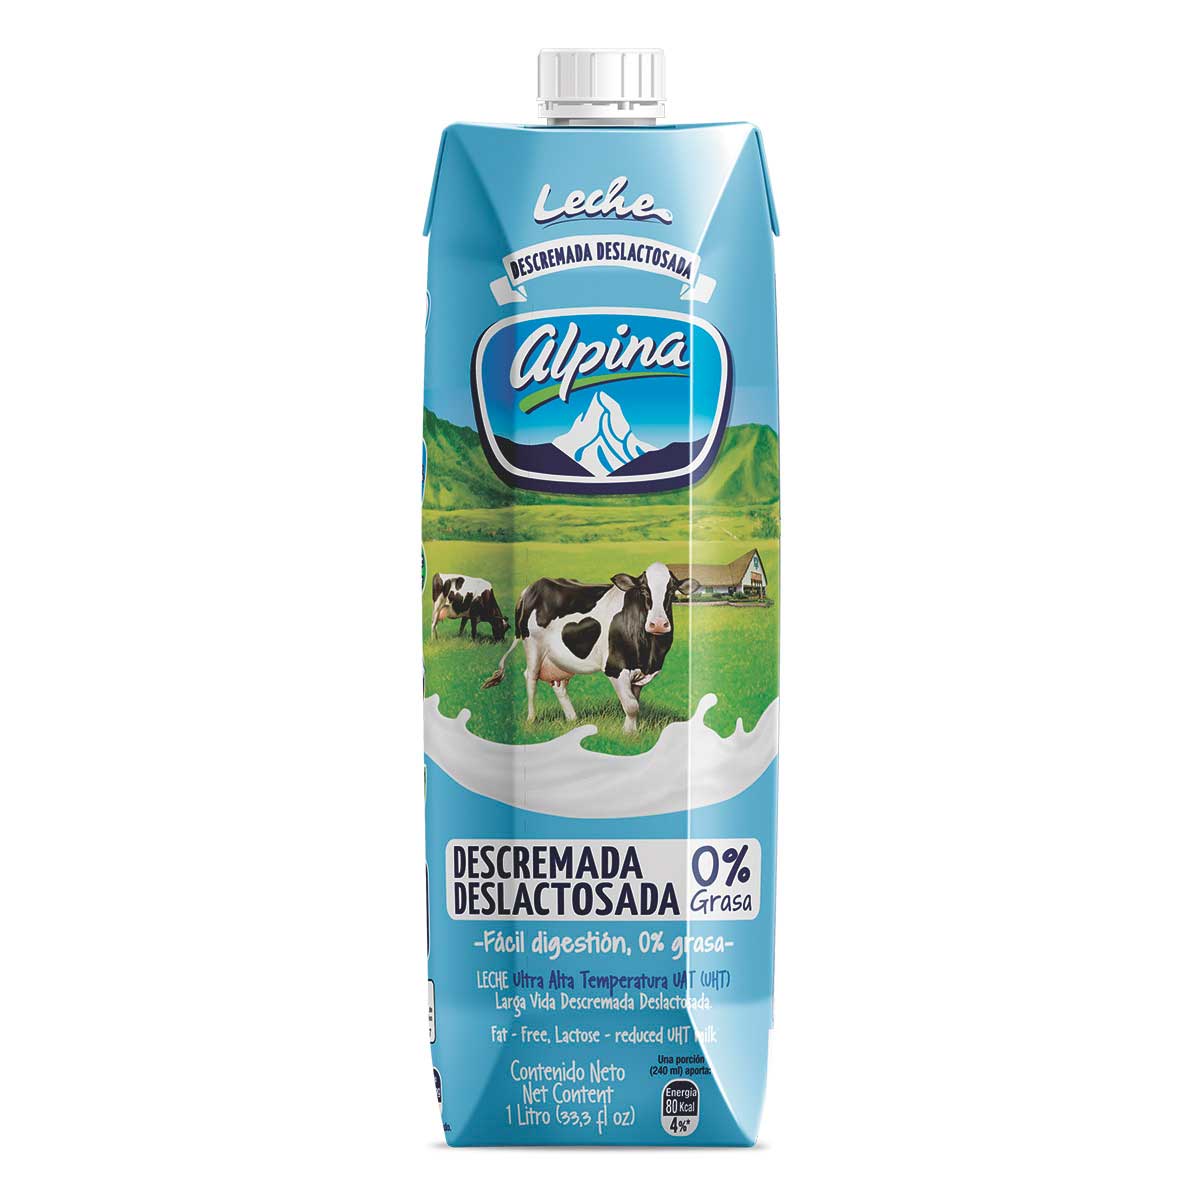 Leche
DESCREMADA DESLACTOSADA
alpina
DESCREMADA
DESLACTOSADA
0%
Grasa
-Fácil digestión, 0% grasa-
LECHE Ultra Alta Temperatura UAT (UHT)
Larga Vida Descremada Deslactosada.
Fat - Free, Lactose - reduced UHT milk
Contenido Neto
Net Content
1 Litro (33,3 fl oz)
Una porción
(240 ml) aporta:
Energía
80 Kcal
4%*